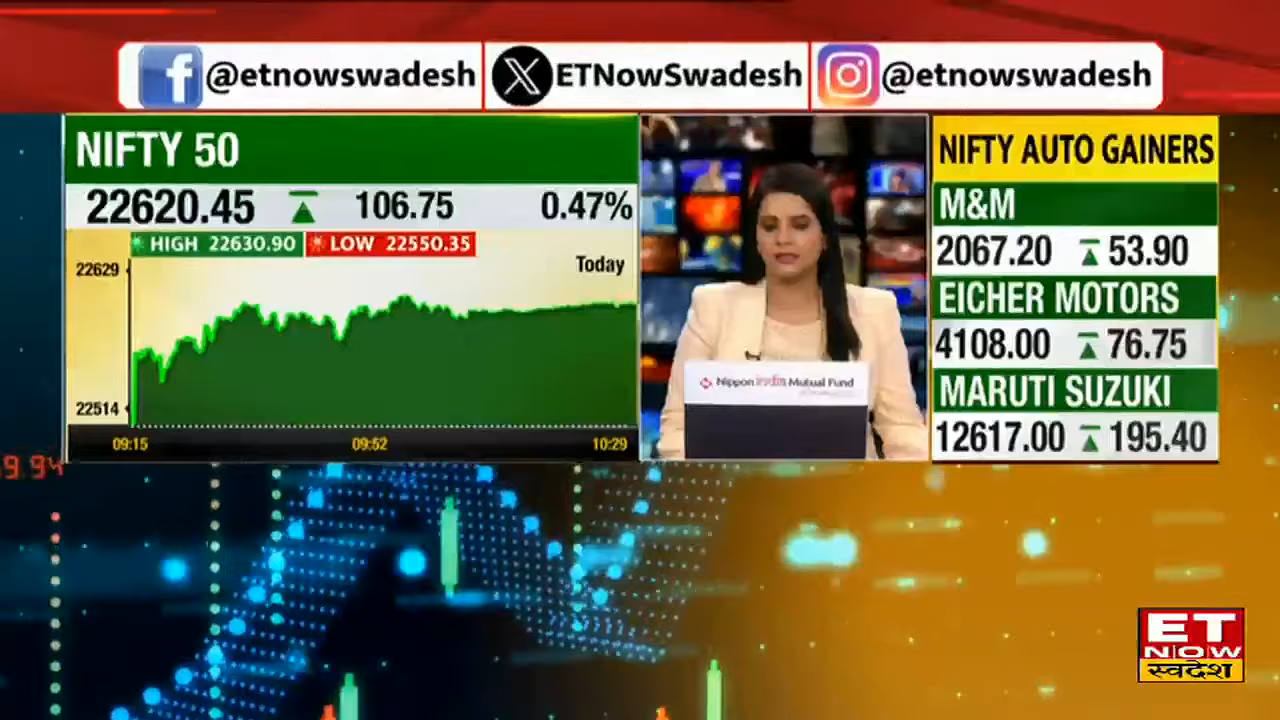 @etnowswadesh
ETNowSwadesh
@etnowswadesh
NIFTY 50
22620.45 106.75 0.47%
HIGH 22630.90 LOW 22550.35
Today
22629
22514
09:15 09:52 10:29
Nippon india Mutual Fund
NIFTY AUTO GAINERS
M&M
2067.20 53.90
EICHER MOTORS
4108.00 76.75
MARUTI SUZUKI
12617.00 195.40
9.94
ET
NOW
स्वदेश